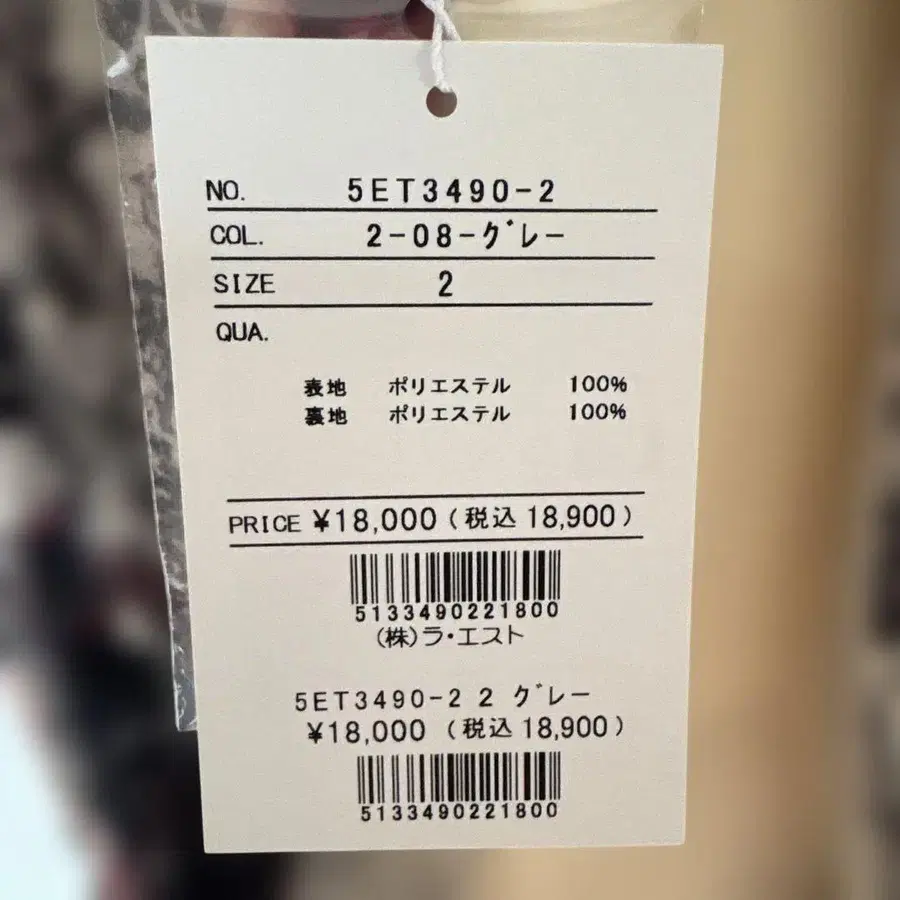 NO. 5ET3490-2
COL. 2-08-グレー
SIZE 2
QUA.
表地 ポリエステル 100%
裏地 ポリエステル 100%
PRICE ¥18,000 (税込 18,900)
5133490221800
(株)ラ・エスト
5ET3490-2 2 グレー
¥18,000 (税込 18,900)
5133490221800